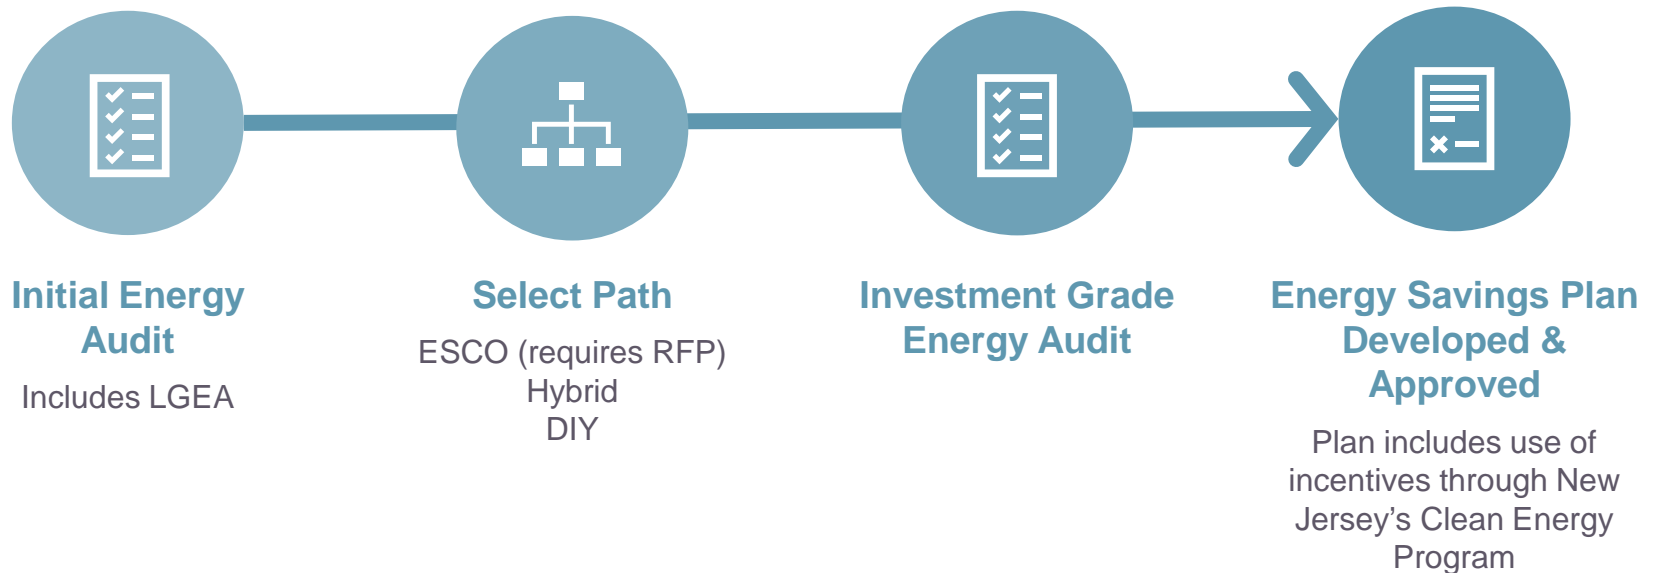 Initial Energy
Audit
Includes LGEA
Select Path
ESCO (requires RFP)
Hybrid
DIY
Investment Grade
Energy Audit
Energy Savings Plan
Developed &
Approved
Plan includes use of
incentives through New
Jersey’s Clean Energy
Program